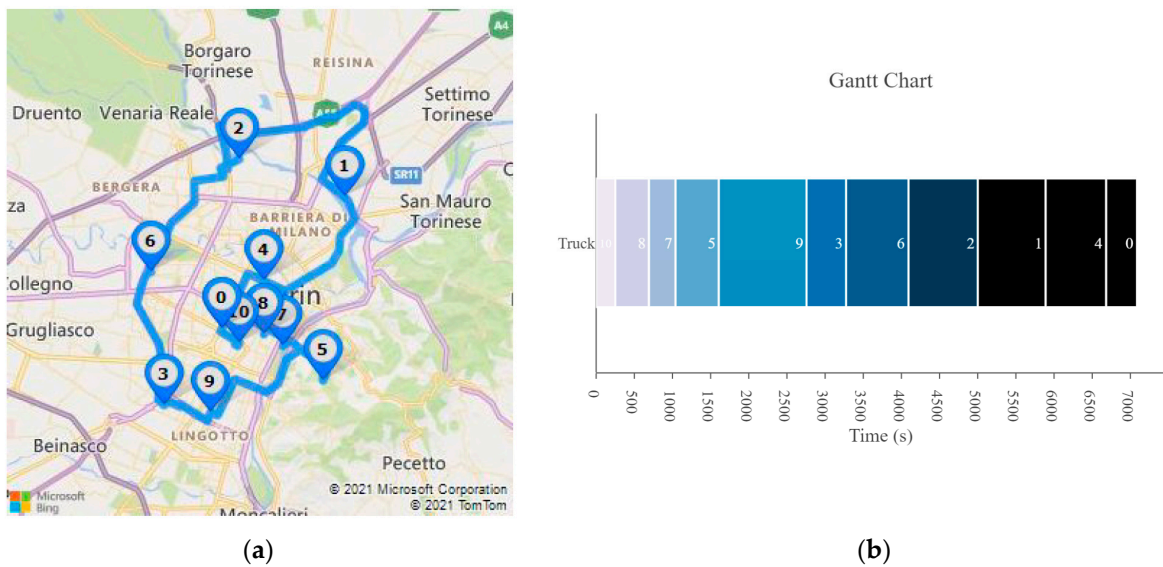 Borgaro
Torinese
REISINA
A4
Settimo
Torinese
Druento
Venaria Reale
2
1
SR11
BERGERA
San Mauro
Torinese
BARRIERA DI
MILANO
6
4
Collegno
0
8
10
7
Grugliasco
5
3
9
LINGOTTO
Beinasco
Pecetto
Moncalieri
Microsoft
Bing
© 2021 Microsoft Corporation
© 2021 TomTom
(a)
Gantt Chart
Truck
10 8 7 5 9 3 6 2 1 4 0
0 500 1000 1500 2000 2500 3000 3500 4000 4500 5000 5500 6000 6500 7000
Time (s)
(b)